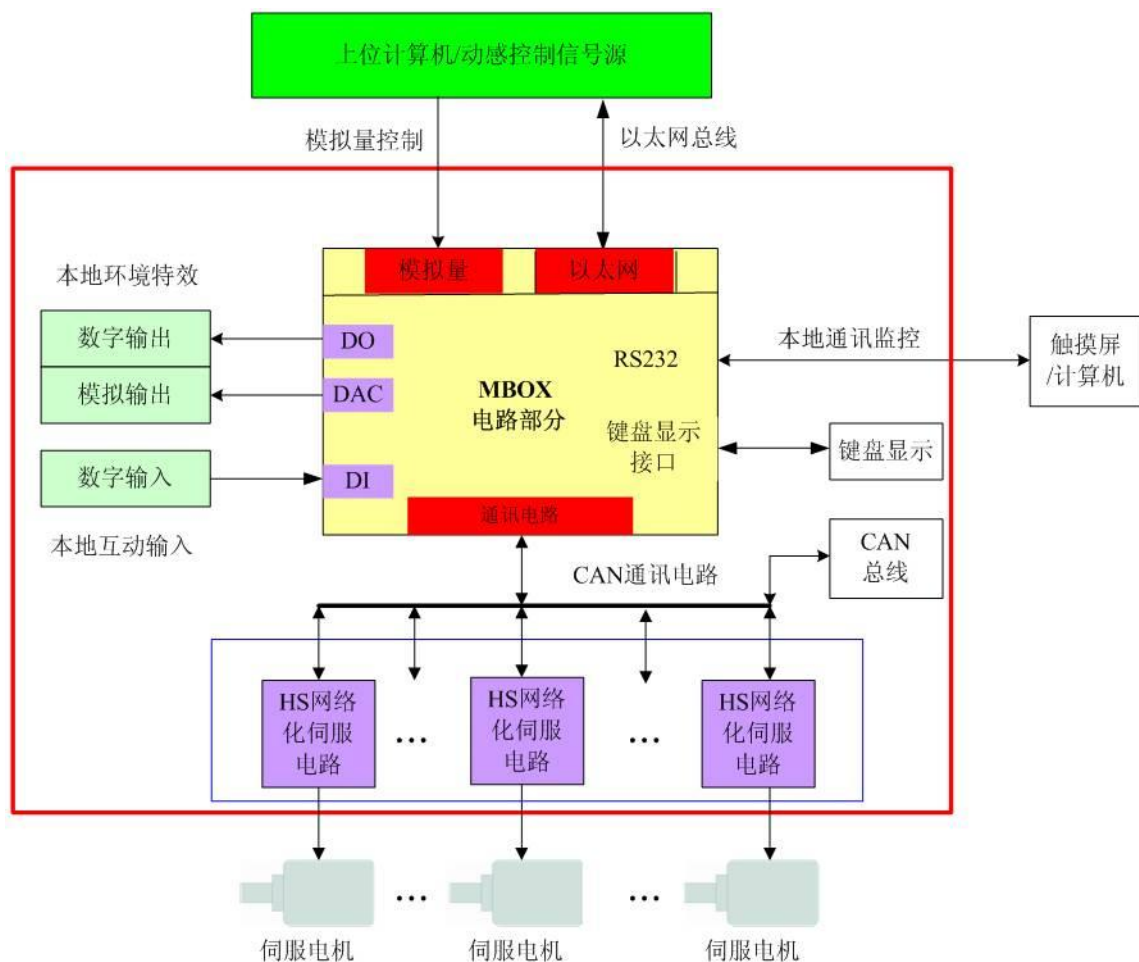 上位计算机/动感控制信号源
模拟量控制
以太网总线
模拟量
以太网
本地环境特效
数字输出
模拟输出
数字输入
本地互动输入
DO
DAC
DI
MBOX
电路部分
RS232
键盘显示
接口
通讯电路
本地通讯监控
触摸屏
/计算机
键盘显示
CAN
总线
CAN通讯电路
HS网络
化伺服
电路
...
HS网络
化伺服
电路
...
HS网络
化伺服
电路
...
...
伺服电机
伺服电机
伺服电机